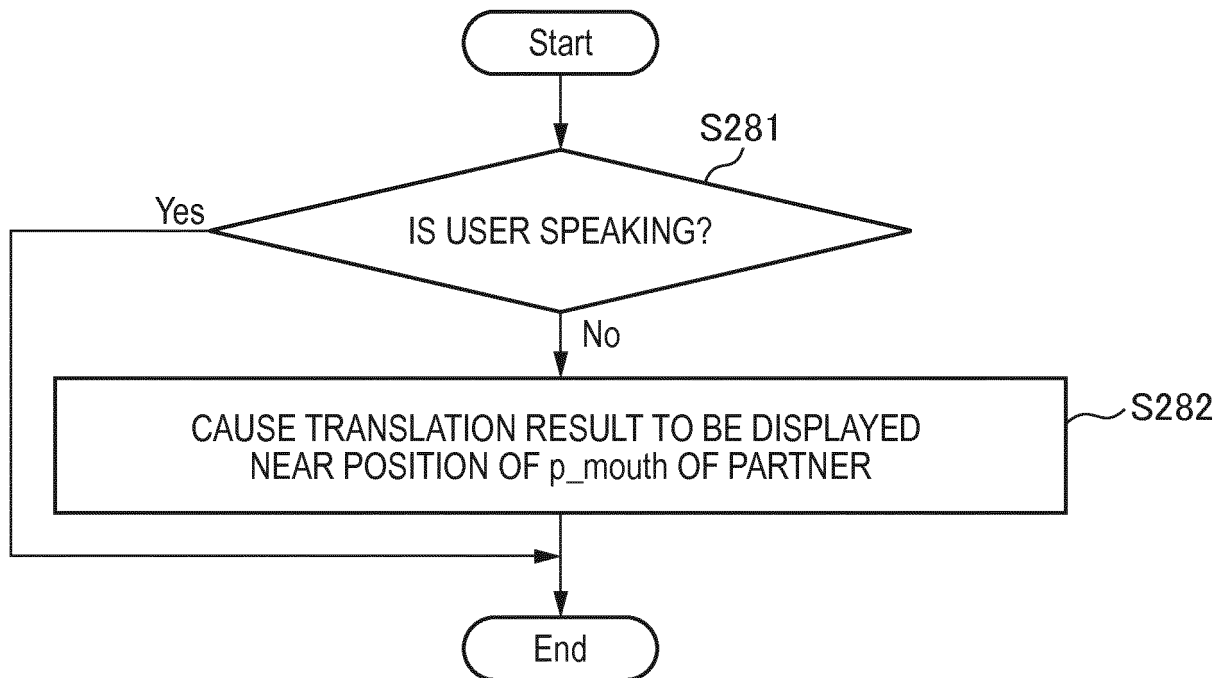 Start
S281
Yes
IS USER SPEAKING?
No
CAUSE TRANSLATION RESULT TO BE DISPLAYED
NEAR POSITION OF p_mouth OF PARTNER
S282
End